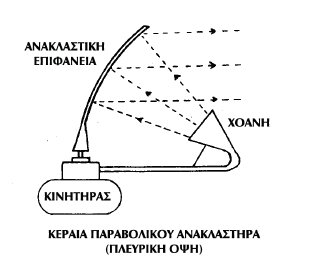 ΑΝΑΚΛΑΣΤΙΚΗ
ΕΠΙΦΑΝΕΙΑ
ΧΟΑΝΗ
ΚΙΝΗΤΗΡΑΣ
ΚΕΡΑΙΑ ΠΑΡΑΒΟΛΙΚΟΥ ΑΝΑΚΛΑΣΤΗΡΑ
(ΠΛΕΥΡΙΚΗ ΟΨΗ)